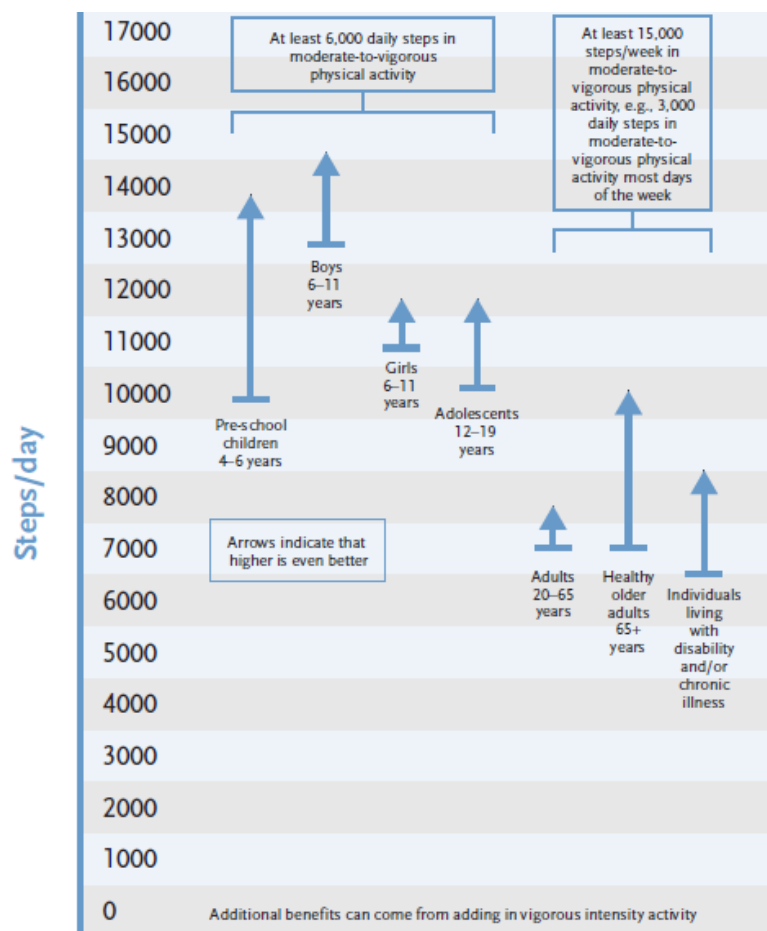 17000
16000
15000
14000
13000
12000
11000
10000
9000
8000
7000
6000
5000
4000
3000
2000
1000
0
Steps/day
At least 6,000 daily steps in
moderate-to-vigorous
physical activity
At least 15,000
steps/week in
moderate-to-
vigorous physical
activity, e.g., 3,000
daily steps in
moderate-to-
vigorous physical
activity most days
of the week
Pre-school
children
4–6 years
Boys
6–11
years
Girls
6–11
years
Adolescents
12–19
years
Adults
20–65
years
Healthy
older
adults
65+
years
Individuals
living
with
disability
and/or
chronic
illness
Arrows indicate that
higher is even better
Additional benefits can come from adding in vigorous intensity activity